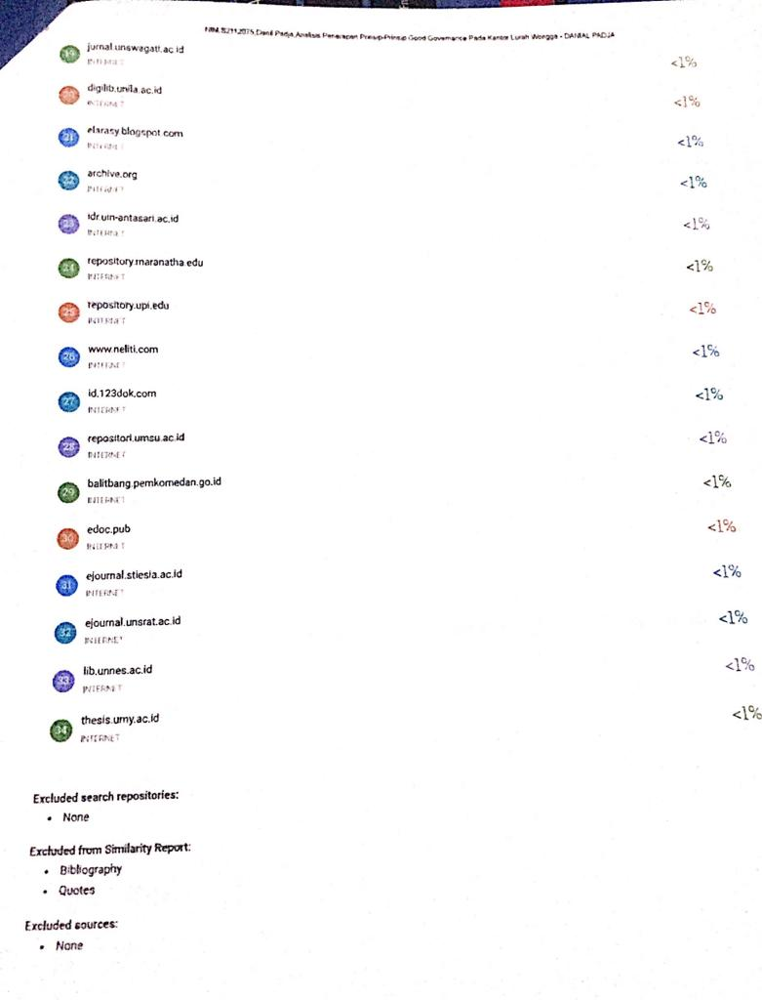 NIM.S2112075,Danil Padja,Analisis Penerapan Prinsip-Prinsip Good Governance Pada Kantor Lurah Wongga - DANIAL PADJA
19 jurnal.unswagati.ac.id <1%
INTERNET
20 digilib.unila.ac.id <1%
INTERNET
21 elarasy.blogspot.com <1%
INTERNET
22 archive.org <1%
INTERNET
23 idr.uin-antasari.ac.id <1%
INTERNET
24 repository.maranatha.edu <1%
INTERNET
25 repository.upi.edu <1%
INTERNET
26 www.neliti.com <1%
INTERNET
27 id.123dok.com <1%
INTERNET
28 repositori.umsu.ac.id <1%
INTERNET
29 balitbang.pemkomedan.go.id <1%
INTERNET
30 edoc.pub <1%
INTERNET
31 ejournal.stiesia.ac.id <1%
INTERNET
32 ejournal.unsrat.ac.id <1%
INTERNET
33 lib.unnes.ac.id <1%
INTERNET
34 thesis.umy.ac.id <1%
INTERNET
Excluded search repositories:
• None
Excluded from Similarity Report:
• Bibliography
• Quotes
Excluded sources:
• None